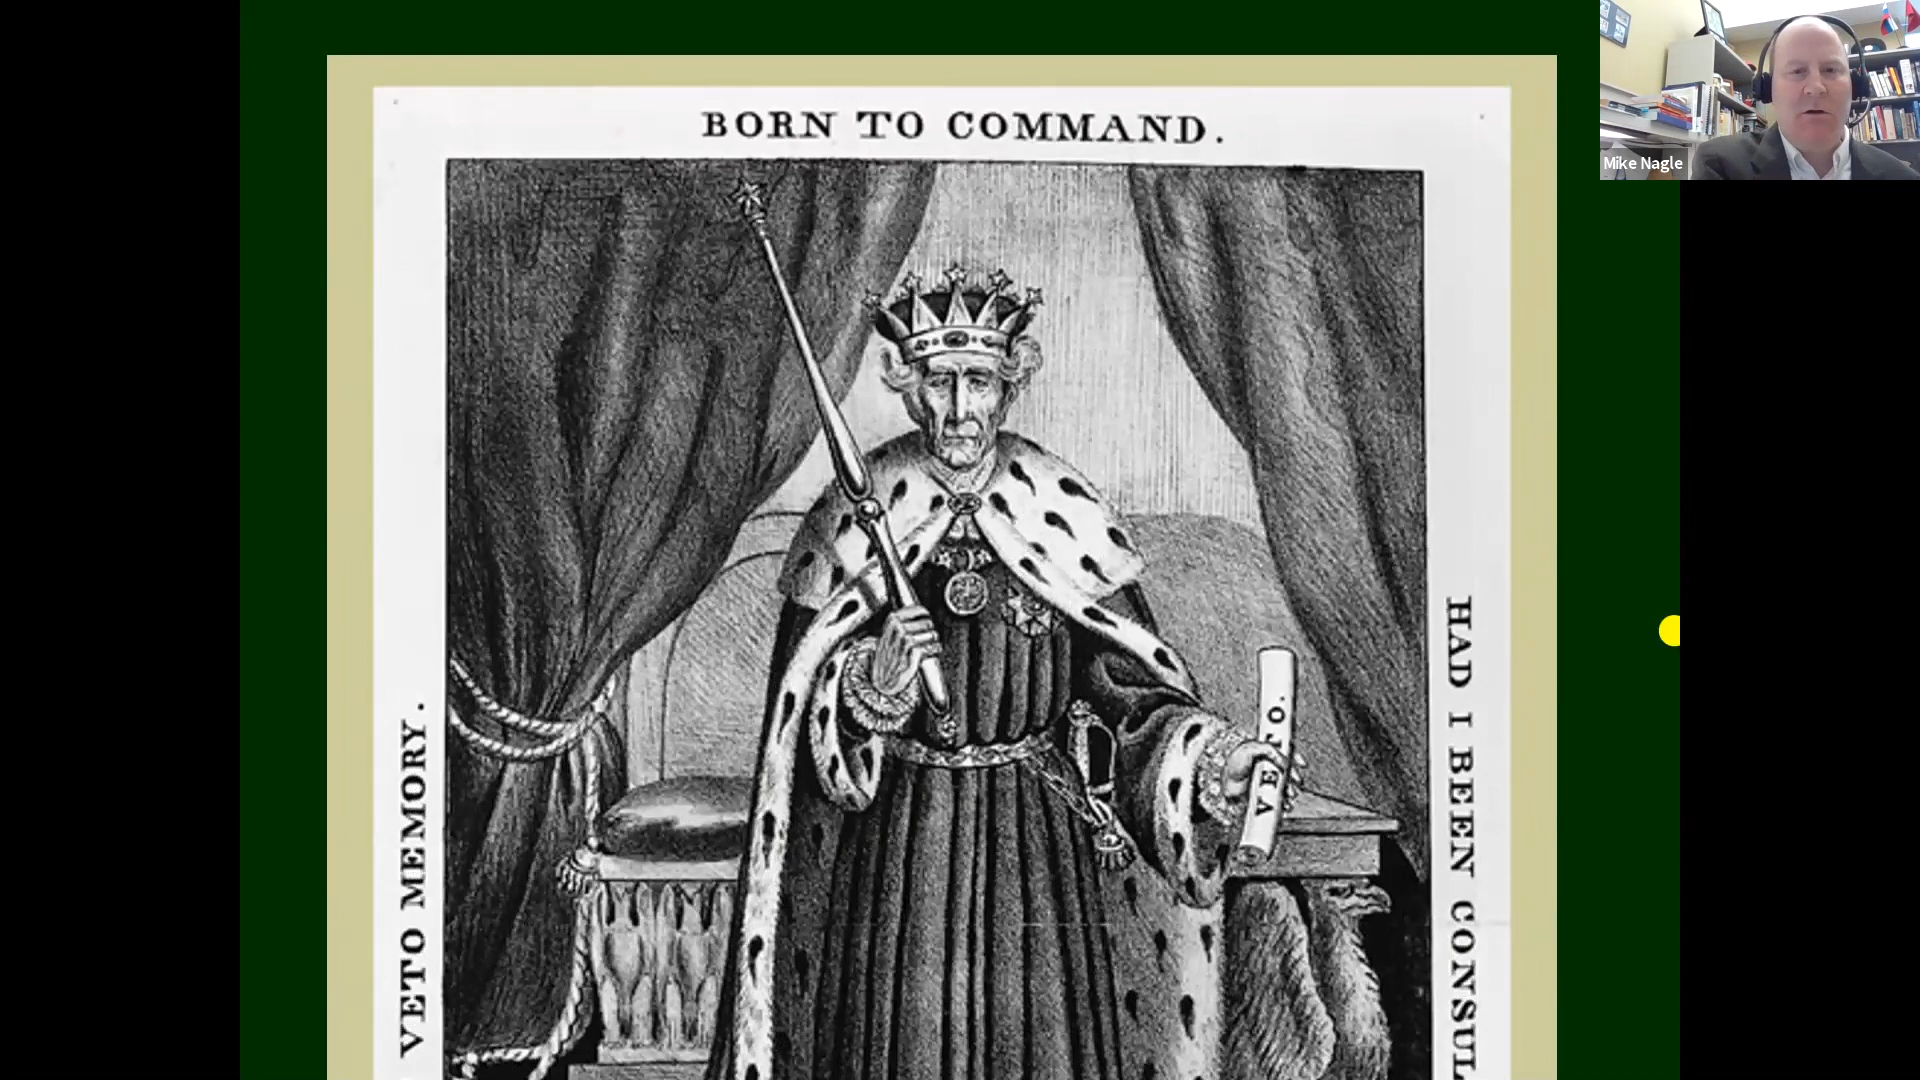 BORN TO COMMAND.
VETO MEMORY.
HAD I BEEN CONSUL
VETO.
Mike Nagle